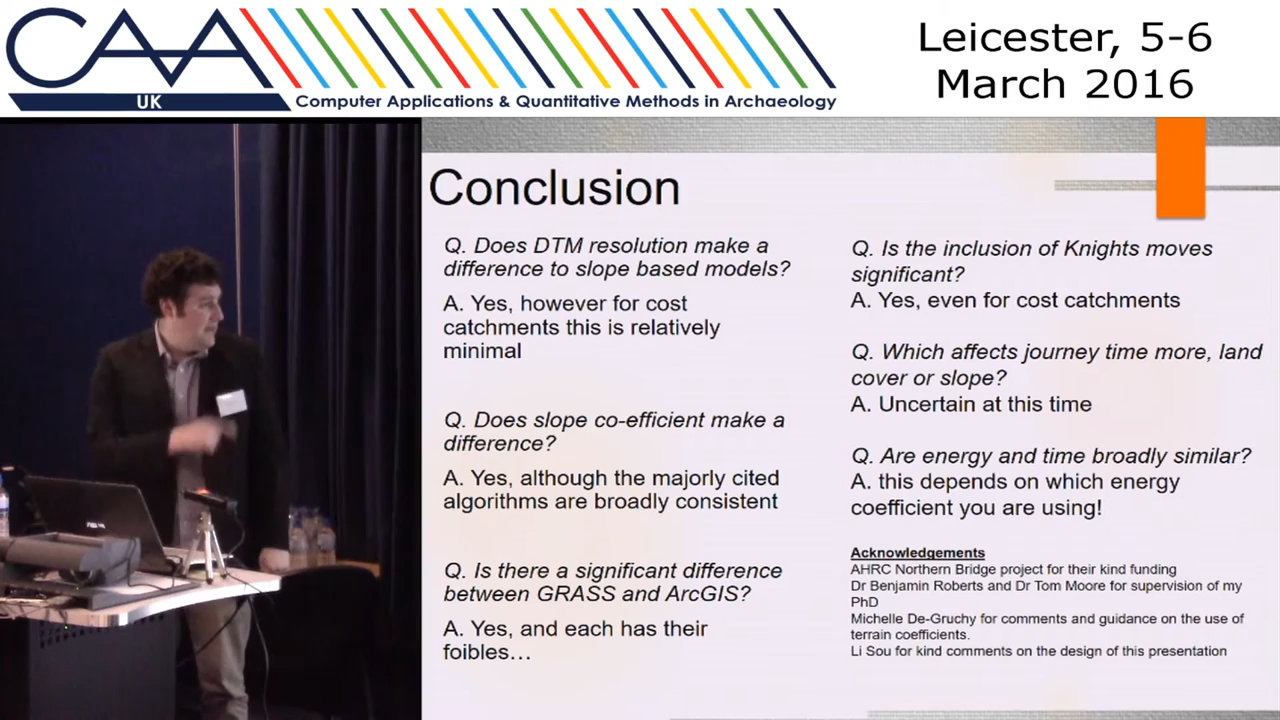 CAA
UK
Computer Applications & Quantitative Methods in Archaeology
Leicester, 5-6
March 2016
Conclusion
Q. Does DTM resolution make a
difference to slope based models?
A. Yes, however for cost
catchments this is relatively
minimal
Q. Does slope co-efficient make a
difference?
A. Yes, although the majorly cited
algorithms are broadly consistent
Q. Is there a significant difference
between GRASS and ArcGIS?
A. Yes, and each has their
foibles…
Q. Is the inclusion of Knights moves
significant?
A. Yes, even for cost catchments
Q. Which affects journey time more, land
cover or slope?
A. Uncertain at this time
Q. Are energy and time broadly similar?
A. this depends on which energy
coefficient you are using!
Acknowledgements
AHRC Northern Bridge project for their kind funding
Dr Benjamin Roberts and Dr Tom Moore for supervision of my
PhD
Michelle De-Gruchy for comments and guidance on the use of
terrain coefficients.
Li Sou for kind comments on the design of this presentation